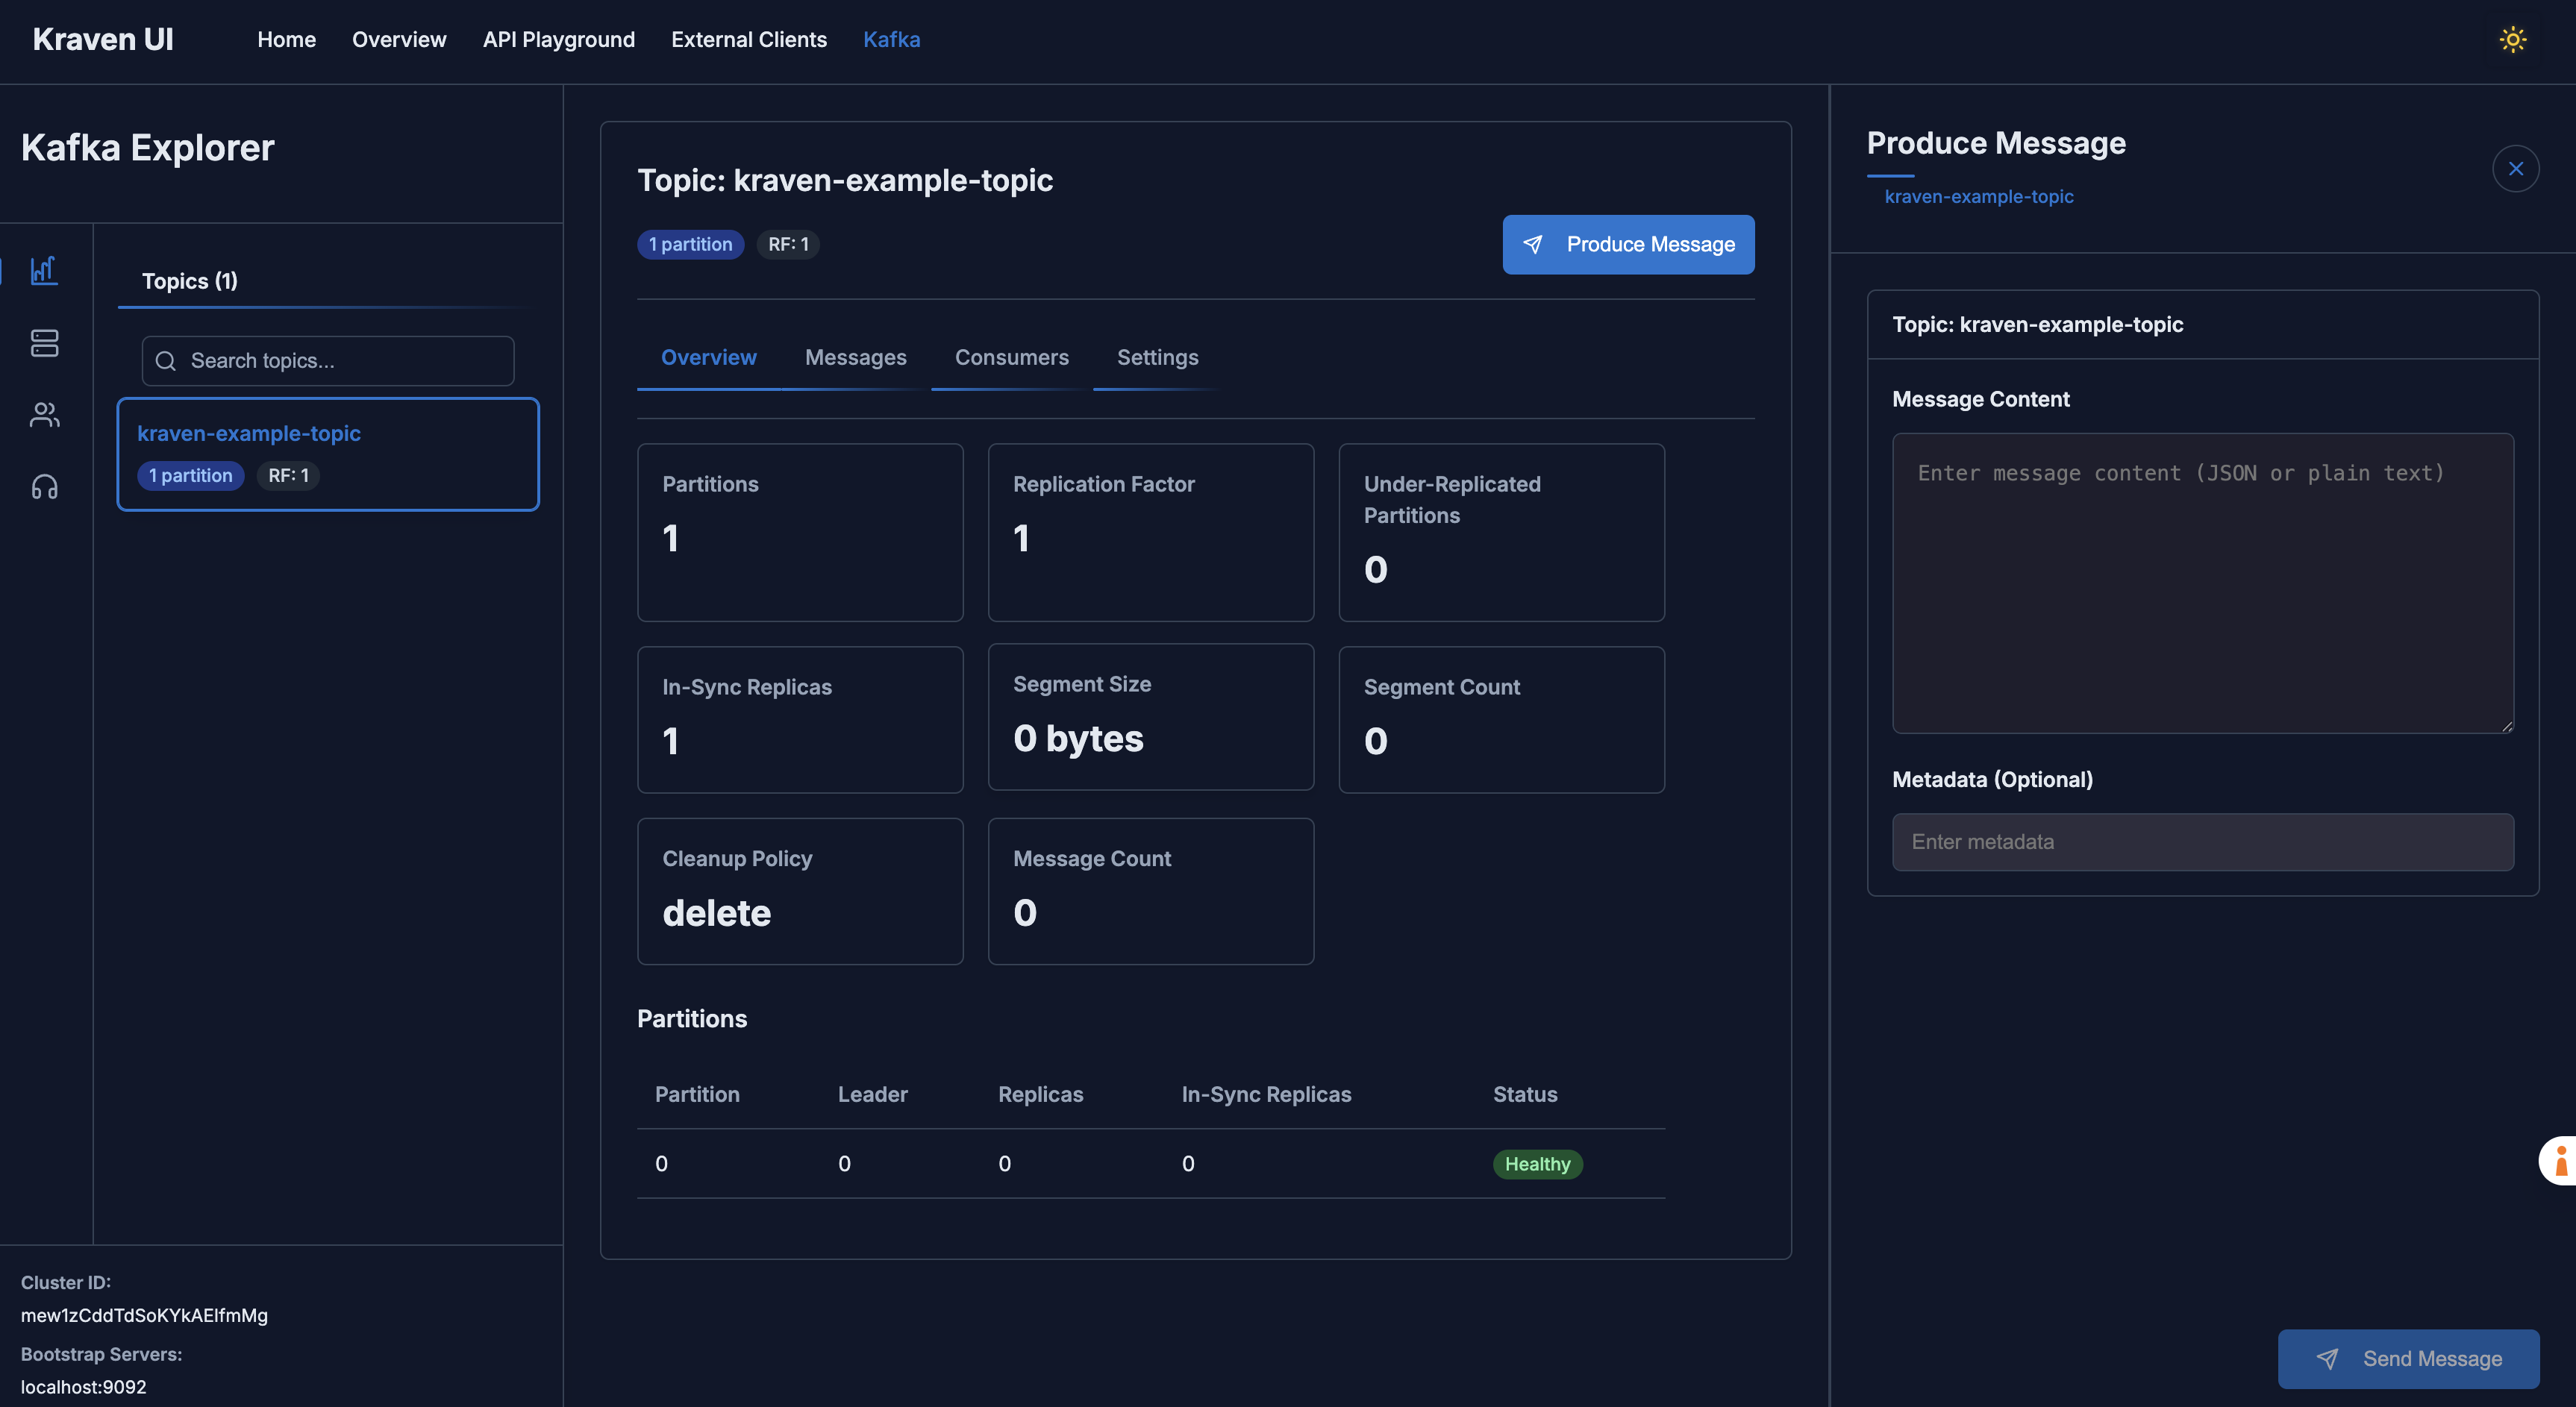 Kraven UI
Home
Overview
API Playground
External Clients
Kafka
Kafka Explorer
Topics (1)
Search topics...
kraven-example-topic
1 partition
RF: 1
Cluster ID:
mew1zCddTdSoKYkAElfmMg
Bootstrap Servers:
localhost:9092
Topic: kraven-example-topic
1 partition
RF: 1
Produce Message
Overview
Messages
Consumers
Settings
Partitions
1
Replication Factor
1
Under-Replicated
Partitions
0
In-Sync Replicas
1
Segment Size
0 bytes
Segment Count
0
Cleanup Policy
delete
Message Count
0
Partitions
Partition Leader Replicas In-Sync Replicas Status
0 0 0 0 Healthy
Produce Message
kraven-example-topic
Topic: kraven-example-topic
Message Content
Enter message content (JSON or plain text)
Metadata (Optional)
Enter metadata
Send Message